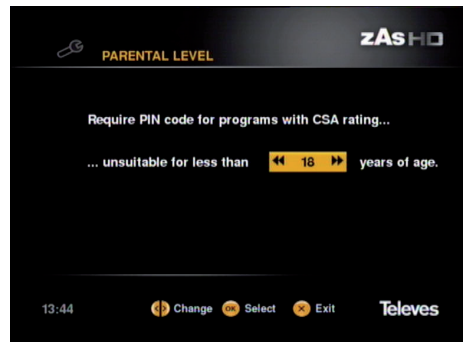 zAs HD
PARENTAL LEVEL
Require PIN code for programs with CSA rating...
... unsuitable for less than 18 years of age.
13:44 Change OK Select Exit Televes